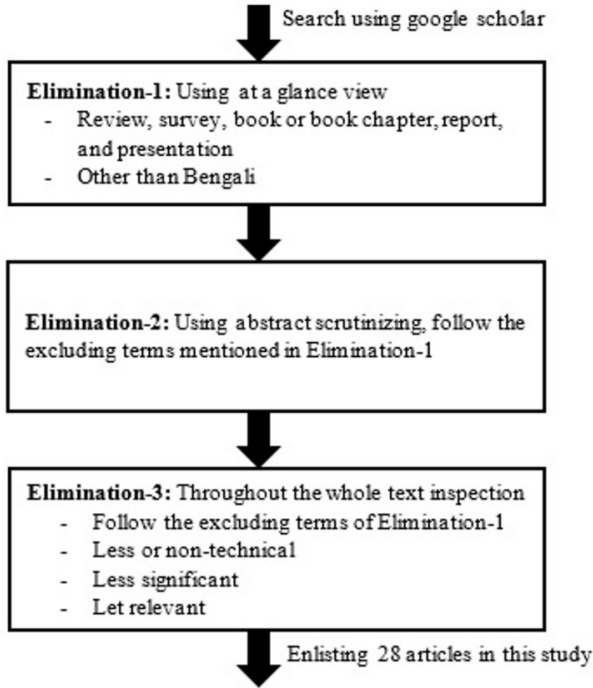 Search using google scholar
Elimination-1: Using at a glance view
- Review, survey, book or book chapter, report,
and presentation
- Other than Bengali
Elimination-2: Using abstract scrutinizing, follow the
excluding terms mentioned in Elimination-1
Elimination-3: Throughout the whole text inspection
- Follow the excluding terms of Elimination-1
- Less or non-technical
- Less significant
- Let relevant
Enlisting 28 articles in this study